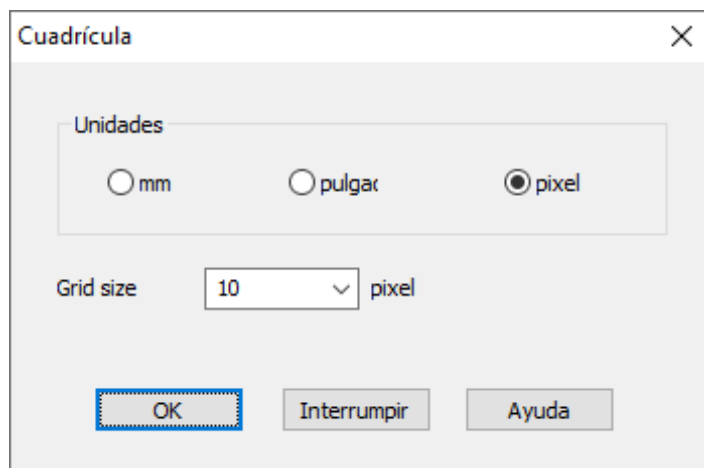 Cuadrícula
Unidades
mm pulgac pixel
Grid size 10 pixel
OK Interrumpir Ayuda